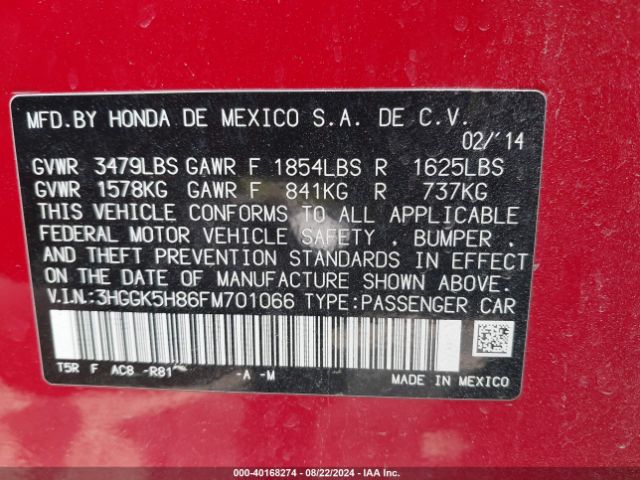 MFD.BY HONDA DE MEXICO S.A. DE C.V.
02/'14
GVWR 3479LBS GAWR F 1854LBS R 1625LBS
GVWR 1578KG GAWR F 841KG R 737KG
THIS VEHICLE CONFORMS TO ALL APPLICABLE
FEDERAL MOTOR VEHICLE SAFETY , BUMPER ,
AND THEFT PREVENTION STANDARDS IN EFFECT
ON THE DATE OF MANUFACTURE SHOWN ABOVE.
V.I.N:3HGGK5H86FM701066 TYPE:PASSENGER CAR
T5R F AC8 -R81 -A -M
MADE IN MEXICO
000-40168274 - 08/22/2024 - IAA Inc.